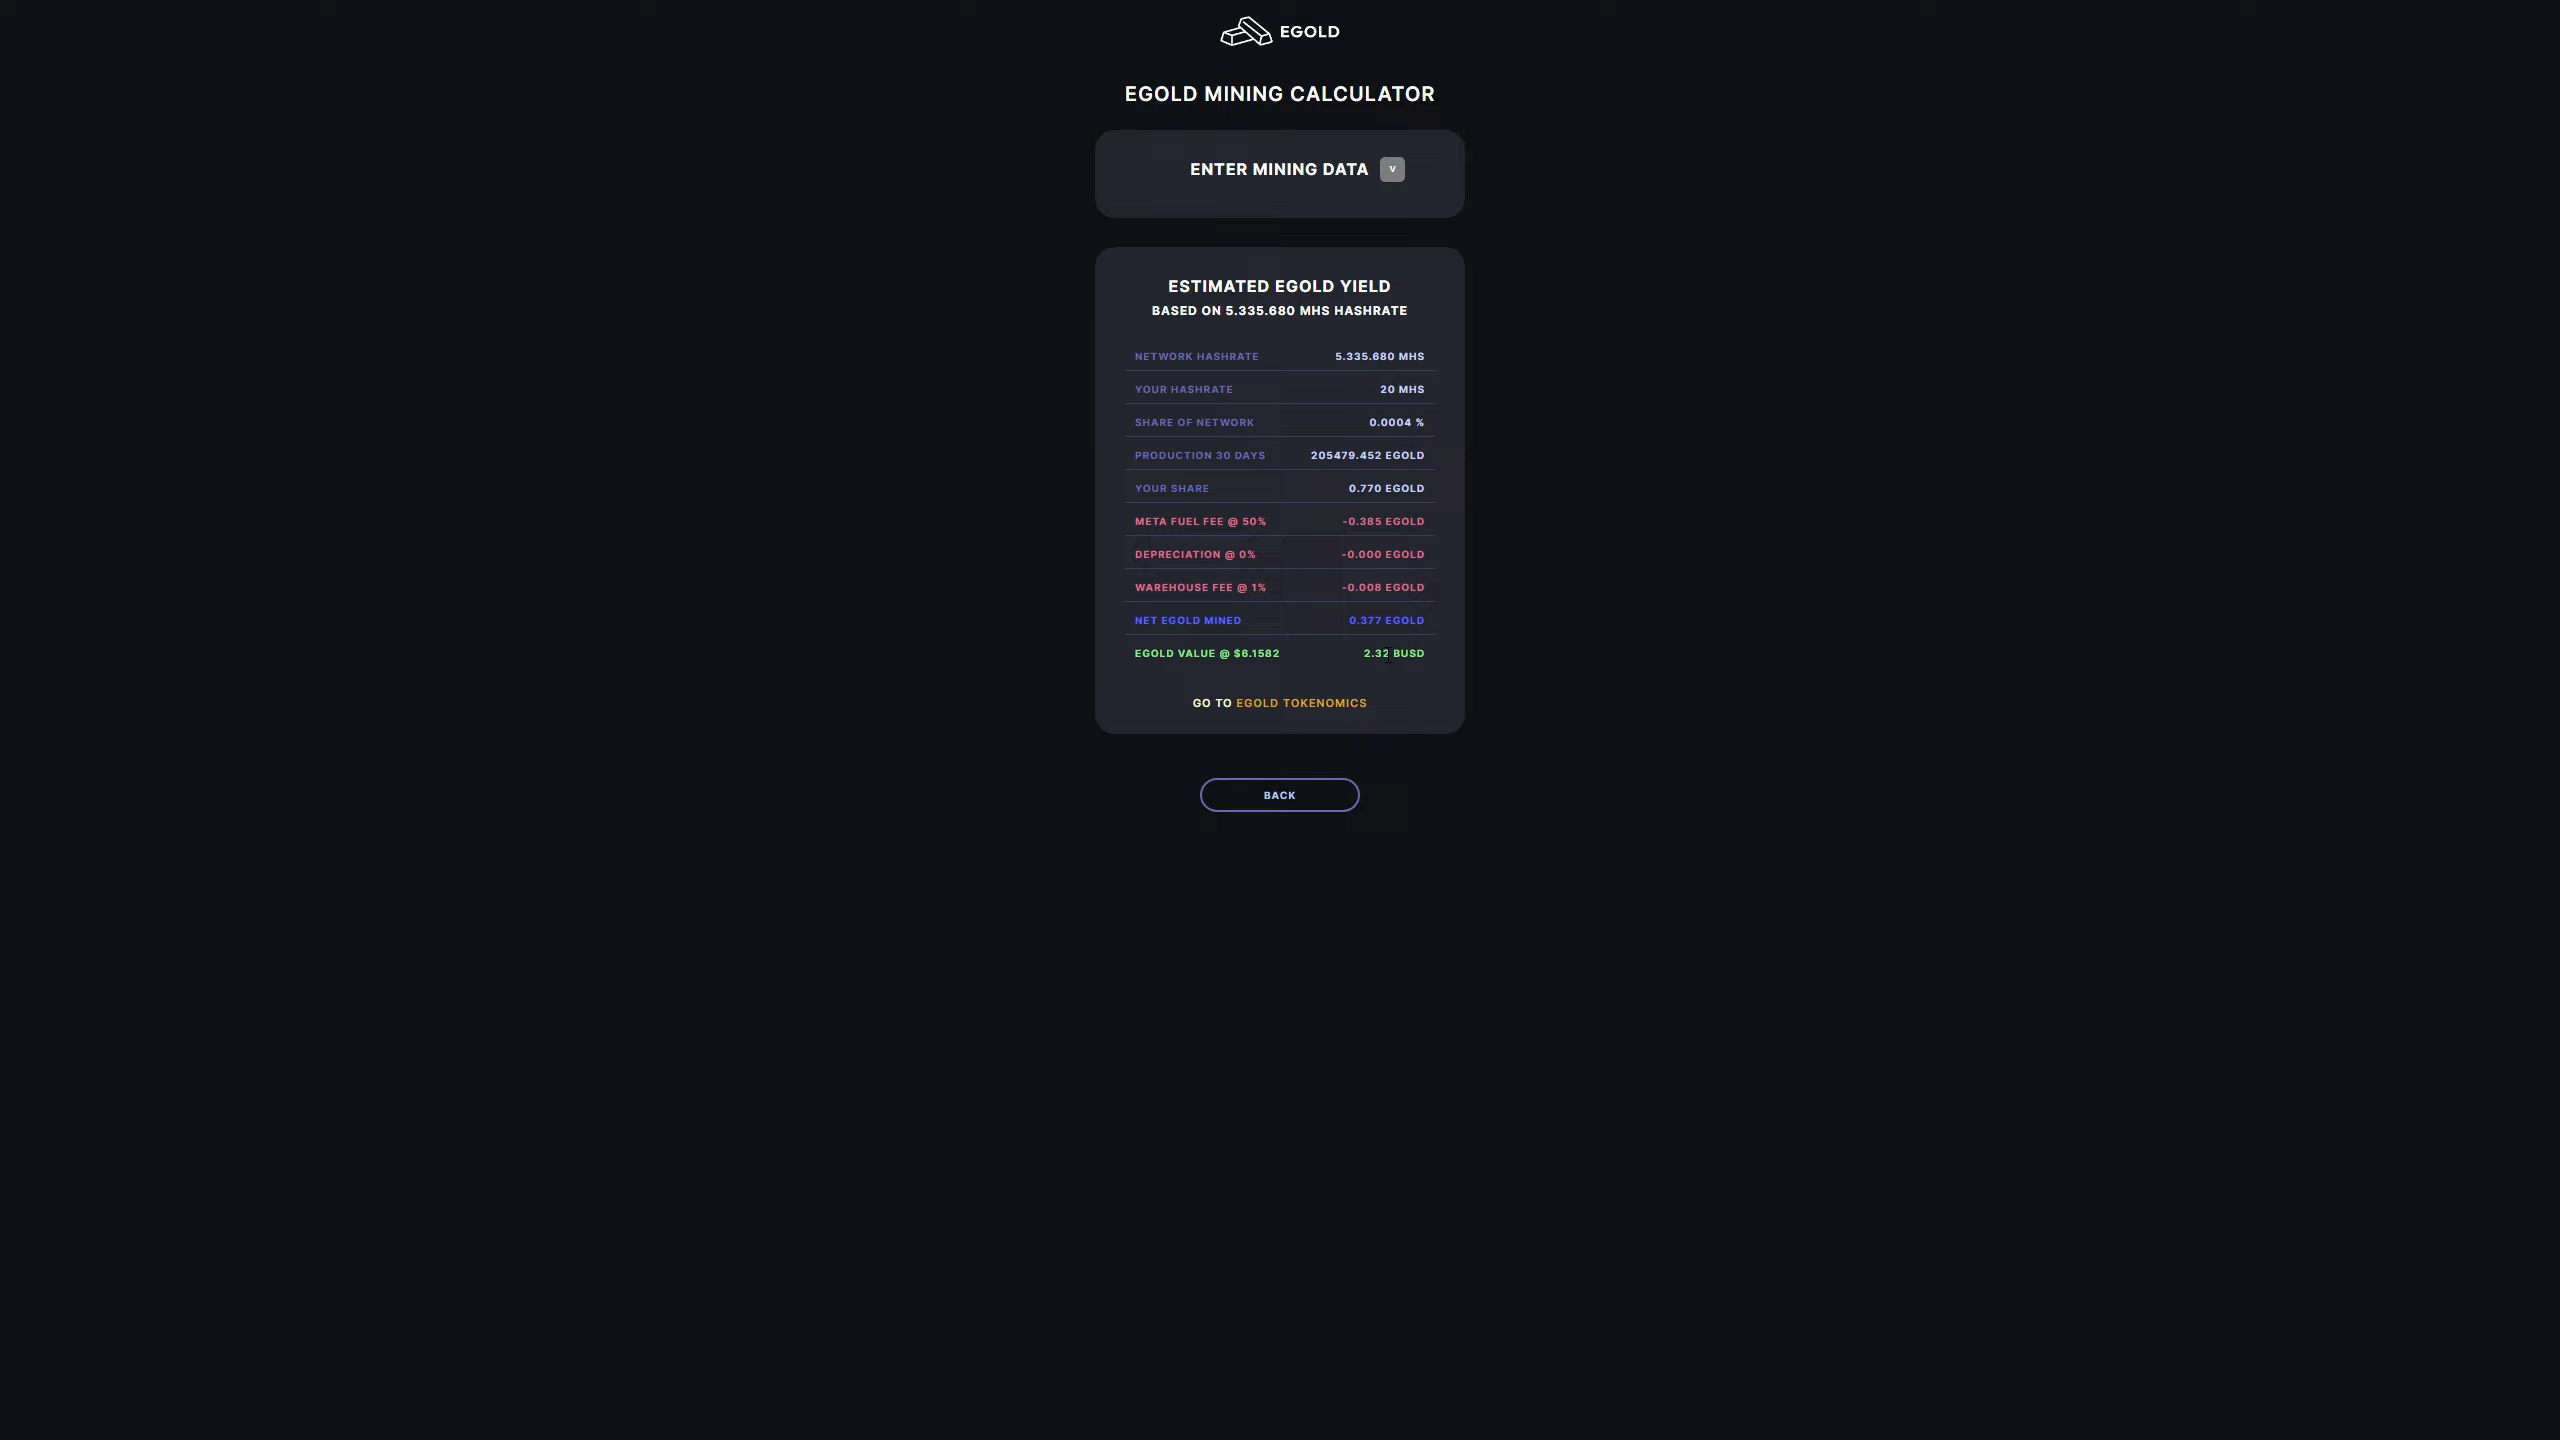 EGOLD
EGOLD MINING CALCULATOR
ENTER MINING DATA v
ESTIMATED EGOLD YIELD
BASED ON 5.335.680 MHS HASHRATE
NETWORK HASHRATE 5.335.680 MHS
YOUR HASHRATE 20 MHS
SHARE OF NETWORK 0.0004 %
PRODUCTION 30 DAYS 205479.452 EGOLD
YOUR SHARE 0.770 EGOLD
META FUEL FEE @ 50% -0.385 EGOLD
DEPRECIATION @ 0% -0.000 EGOLD
WAREHOUSE FEE @ 1% -0.008 EGOLD
NET EGOLD MINED 0.377 EGOLD
EGOLD VALUE @ $6.1582 2.32 BUSD
GO TO EGOLD TOKENOMICS
BACK